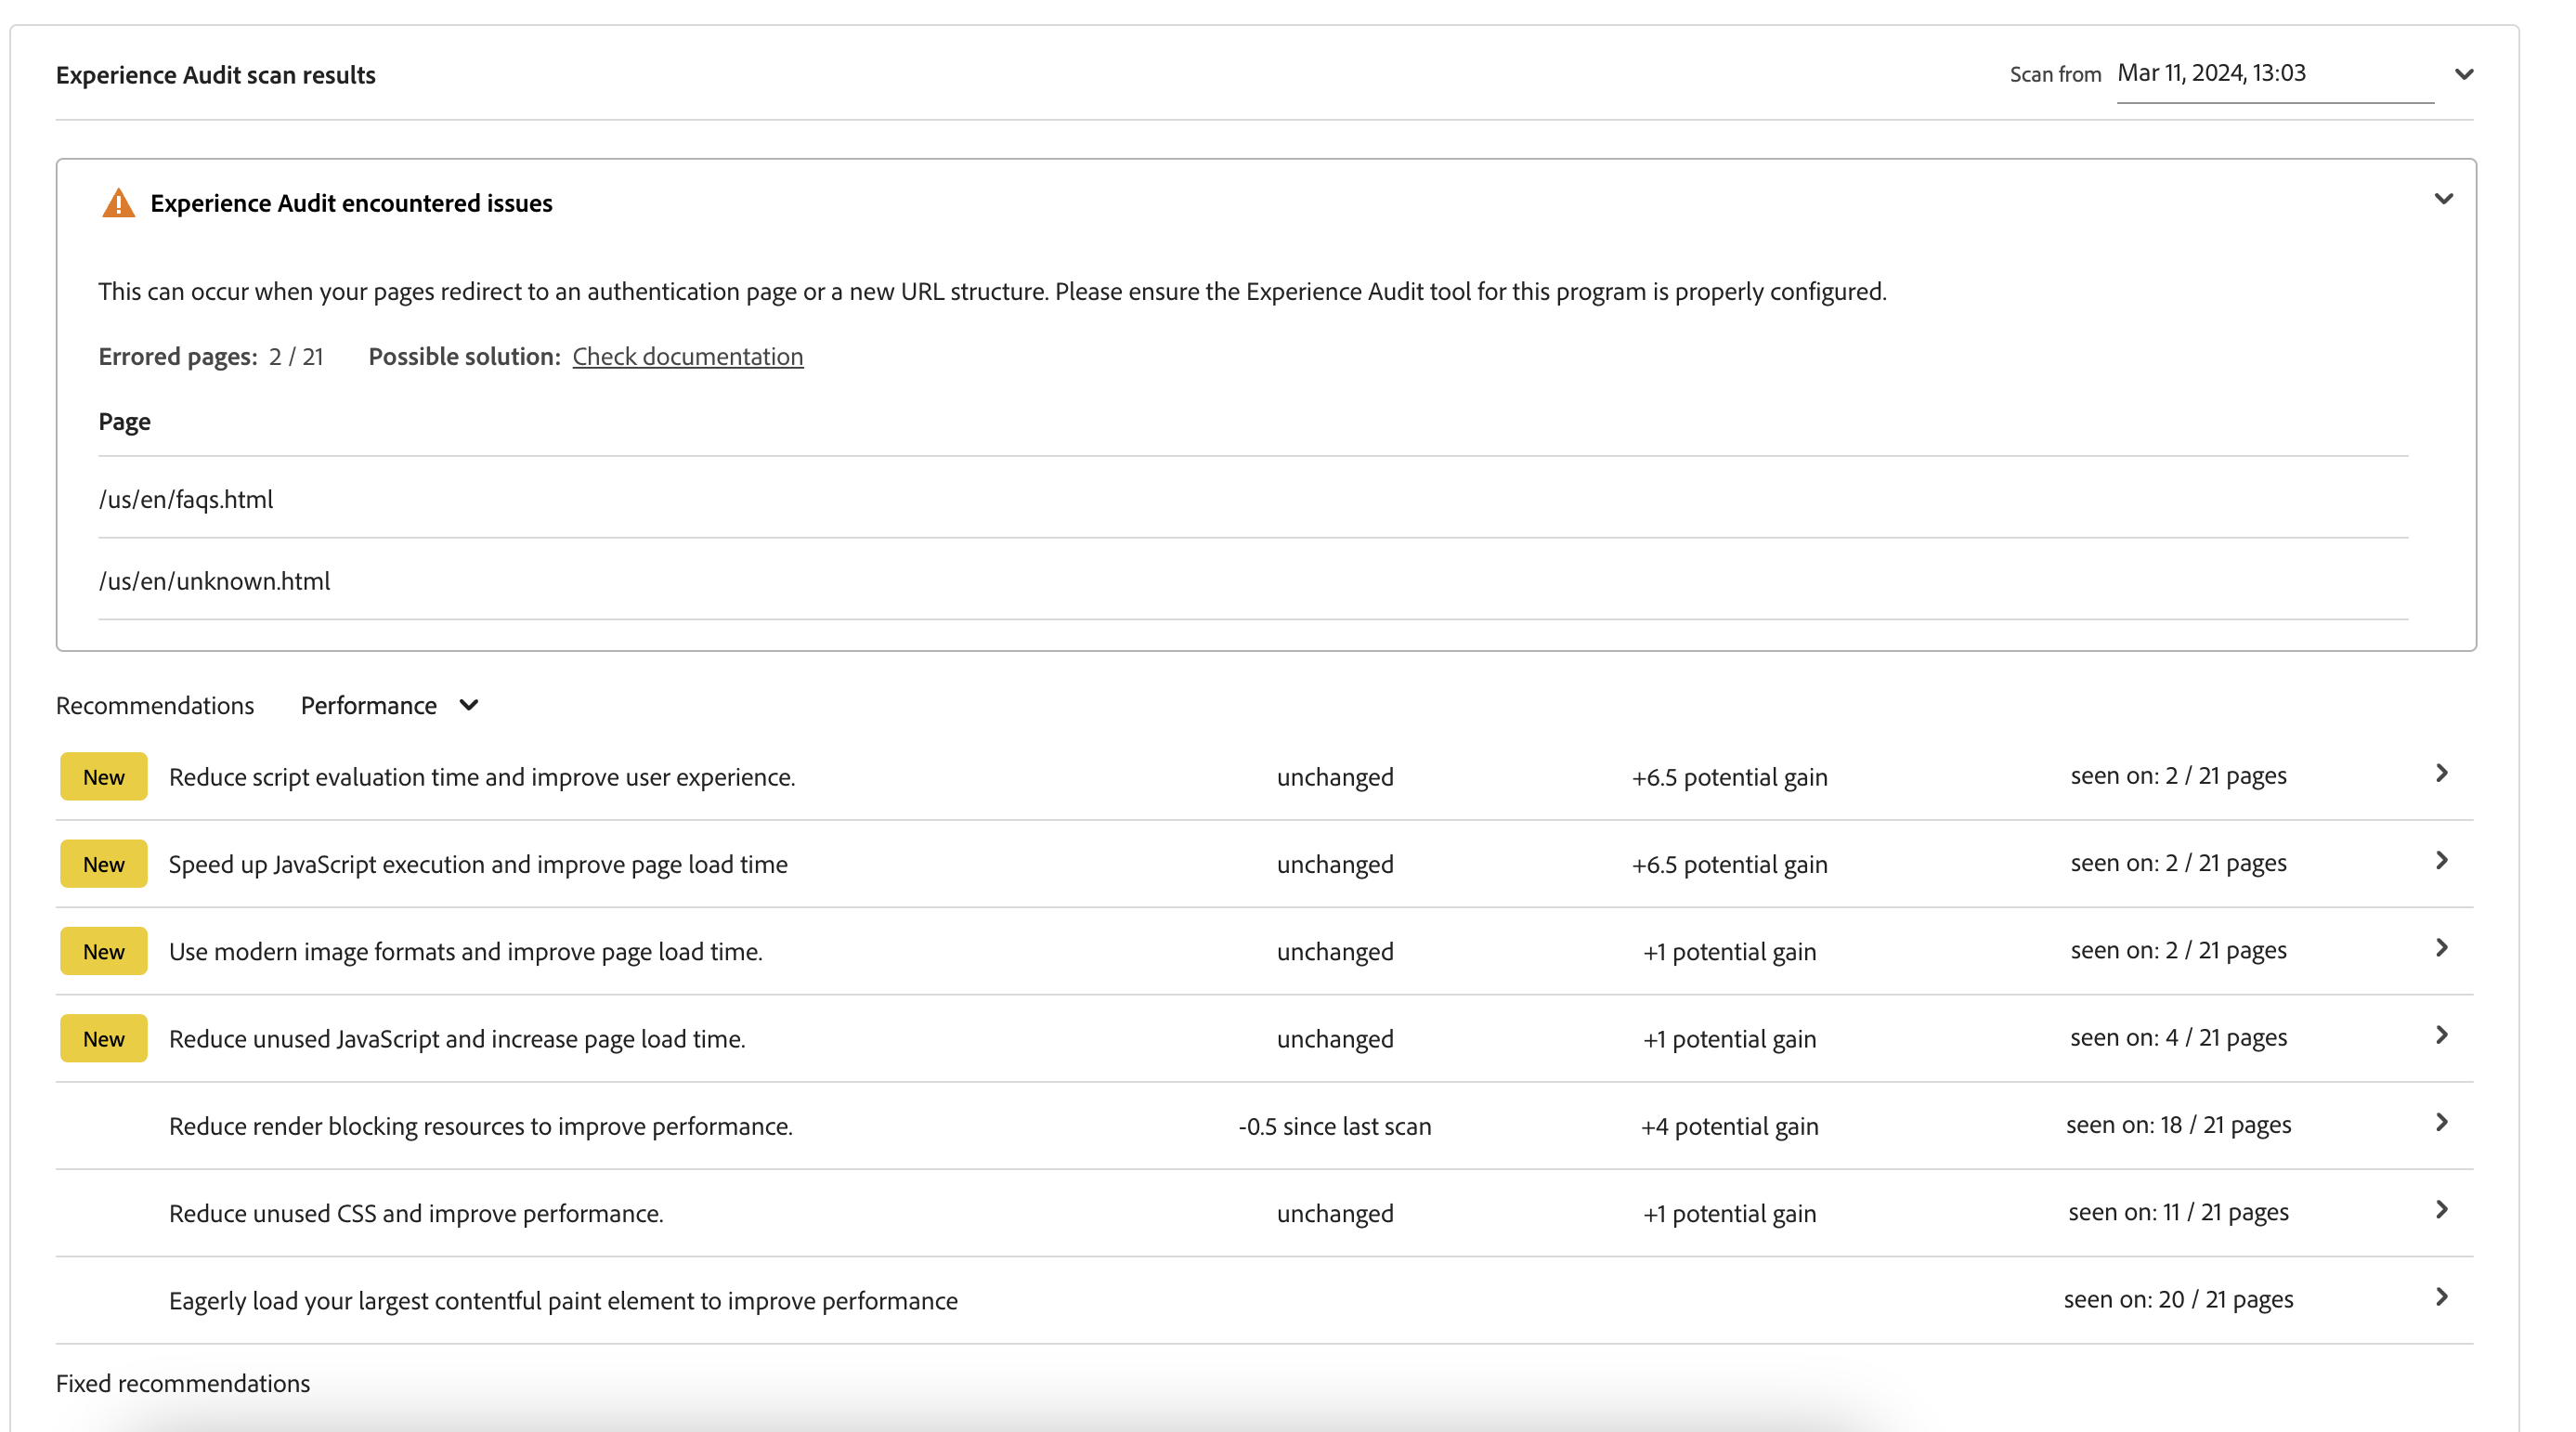 Experience Audit scan results
Scan from Mar 11, 2024, 13:03
Experience Audit encountered issues
This can occur when your pages redirect to an authentication page or a new URL structure. Please ensure the Experience Audit tool for this program is properly configured.
Errored pages: 2 / 21 Possible solution: Check documentation
Page
/us/en/faqs.html
/us/en/unknown.html
Recommendations Performance
New Reduce script evaluation time and improve user experience. unchanged +6.5 potential gain seen on: 2 / 21 pages
New Speed up JavaScript execution and improve page load time unchanged +6.5 potential gain seen on: 2 / 21 pages
New Use modern image formats and improve page load time. unchanged +1 potential gain seen on: 2 / 21 pages
New Reduce unused JavaScript and increase page load time. unchanged +1 potential gain seen on: 4 / 21 pages
Reduce render blocking resources to improve performance. -0.5 since last scan +4 potential gain seen on: 18 / 21 pages
Reduce unused CSS and improve performance. unchanged +1 potential gain seen on: 11 / 21 pages
Eagerly load your largest contentful paint element to improve performance seen on: 20 / 21 pages
Fixed recommendations